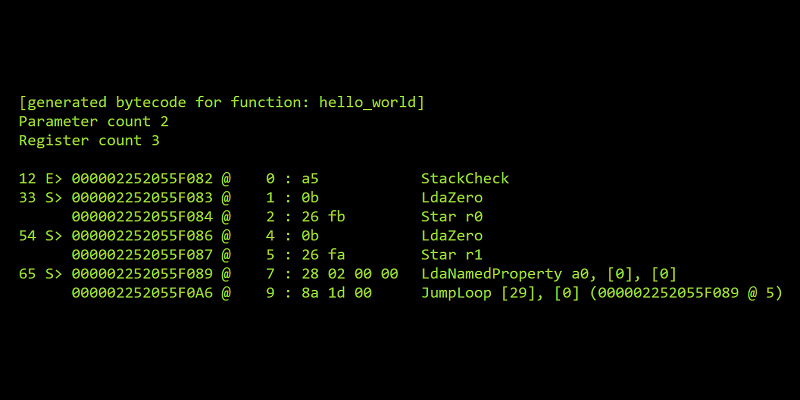 [generated bytecode for function: hello_world]
Parameter count 2
Register count 3
12 E> 000002252055F082 @    0 : a5             StackCheck
33 S> 000002252055F083 @    1 : 0b             LdaZero
      000002252055F084 @    2 : 26 fb          Star r0
54 S> 000002252055F086 @    4 : 0b             LdaZero
      000002252055F087 @    5 : 26 fa          Star r1
65 S> 000002252055F089 @    7 : 28 02 00 00    LdaNamedProperty a0, [0], [0]
      000002252055F0A6 @    9 : 8a 1d 00       JumpLoop [29], [0] (000002252055F089 @ 5)